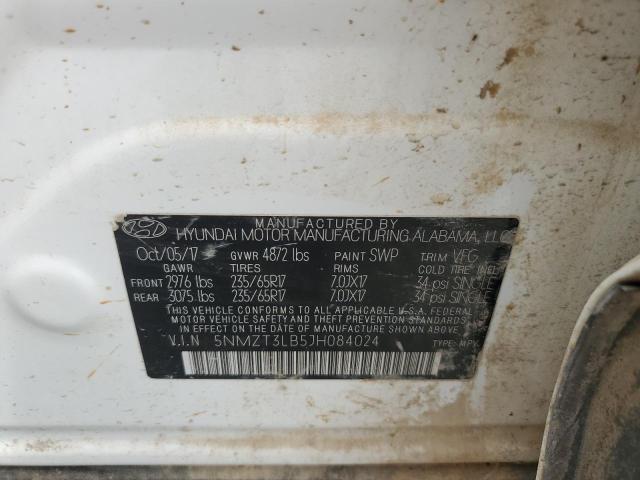 MANUFACTURED BY
HYUNDAI MOTOR MANUFACTURING ALABAMA, LLC
Oct/05/17 GVWR 4872 lbs PAINT SWP TRIM VFG
GAWR TIRES RIMS COLD TIRE
FRONT 2976 lbs 235/65R17 7.0JX17 34 psi SINGLE
REAR 3075 lbs 235/65R17 7.0JX17 34 psi SINGLE
THIS VEHICLE CONFORMS TO ALL APPLICABLE U.S.A. FEDERAL
MOTOR VEHICLE SAFETY AND THEFT PREVENTION STANDARDS
IN EFFECT ON THE DATE OF MANUFACTURE SHOWN ABOVE.
V.I.N 5NMZT3LB5JH084024 TYPE: MPV